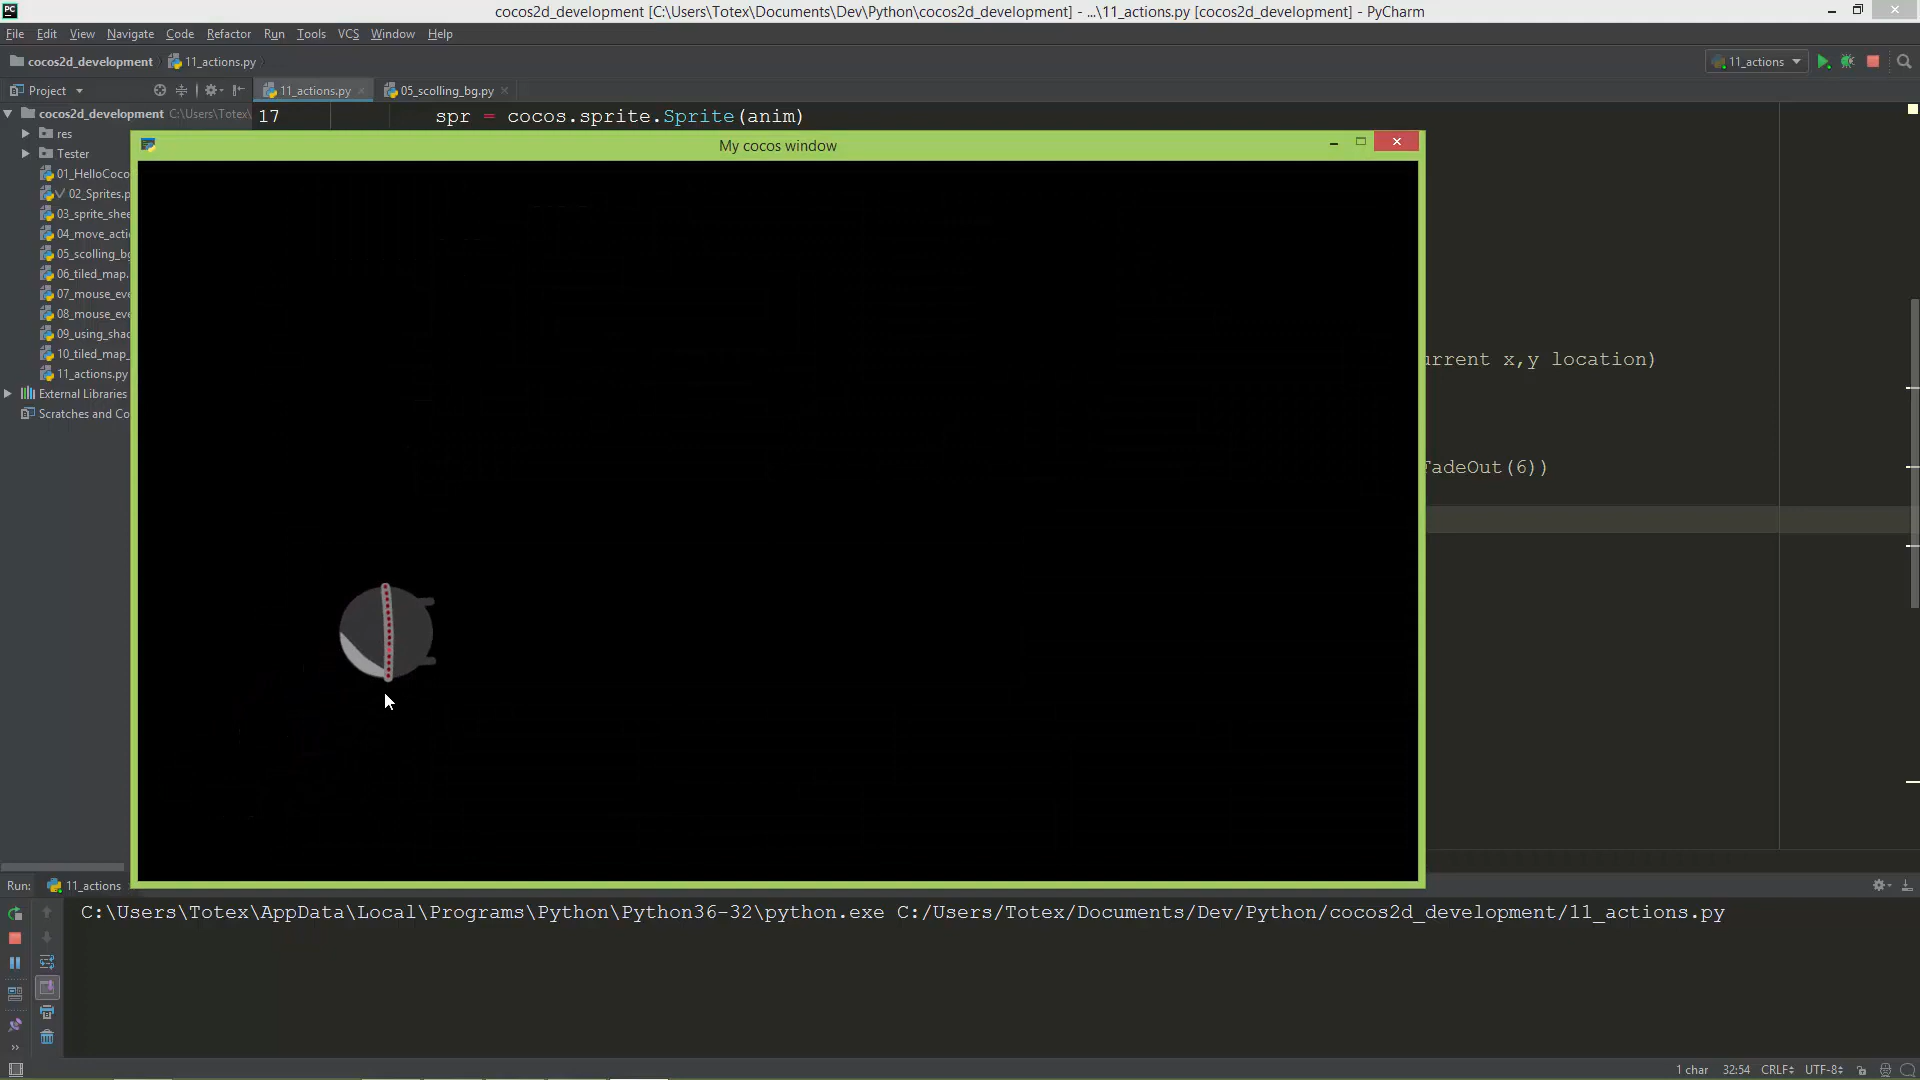 cocos2d_development [C:\Users\Totex\Documents\Dev\Python\cocos2d_development] - ...\11_actions.py [cocos2d_development] - PyCharm
File Edit View Navigate Code Refactor Run Tools VCS Window Help
cocos2d_development 11_actions.py 11_actions
Project 11_actions.py 05_scolling_bg.py
cocos2d_development C:\Users\Totex\
17 spr = cocos.sprite.Sprite(anim)
res
My cocos window
Tester
01_HelloCoco
02_Sprites.p
03_sprite_shee
04_move_acti
05_scolling_bg
06_tiled_map.
07_mouse_eve
08_mouse_eve
09_using_shad
10_tiled_map_
urrent x,y location)
11_actions.py
External Libraries
Scratches and Co
FadeOut(6))
Run: 11_actions
C:\Users\Totex\AppData\Local\Programs\Python\Python36-32\python.exe C:/Users/Totex/Documents/Dev/Python/cocos2d_development/11_actions.py
1 char 32:54 CRLF UTF-8